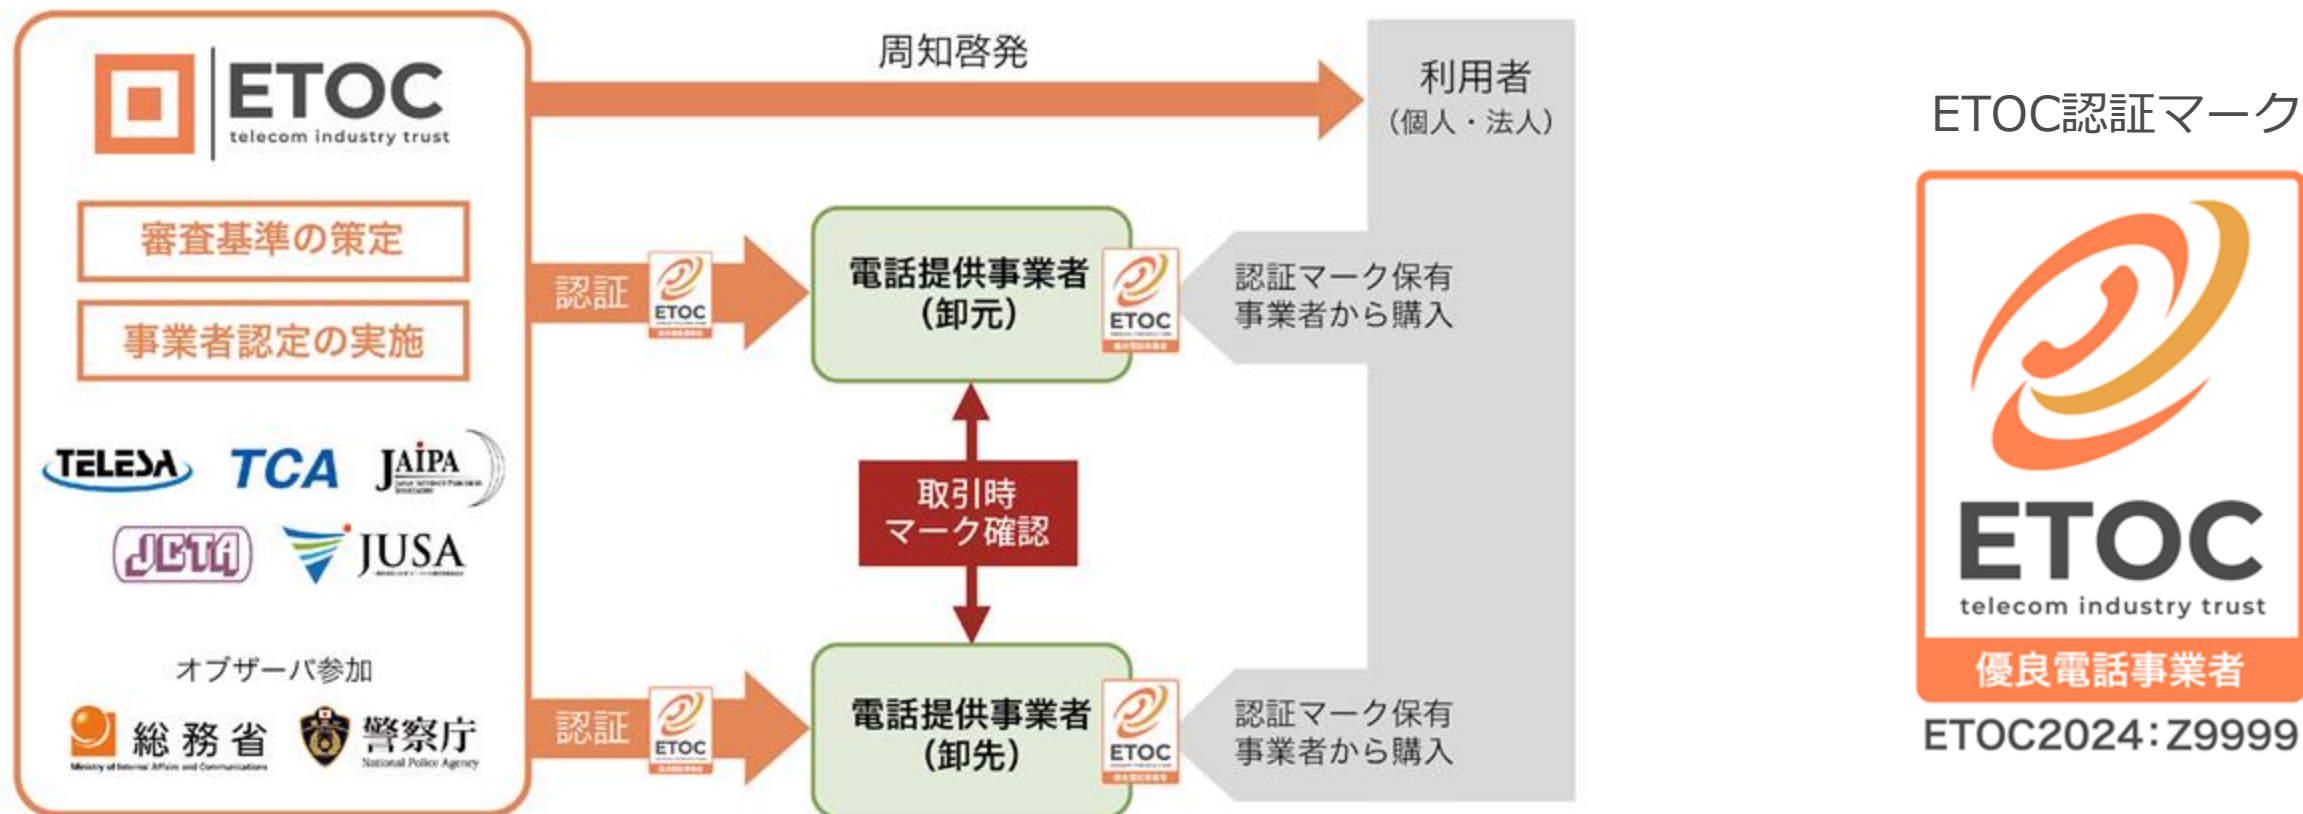 ETOC
telecom industry trust
審査基準の策定
事業者認定の実施
TELESA
TCA
JAIPA
JCTA
JUSA
オブザーバ参加
総務省
Ministry of Internal Affairs and Communications
警察庁
National Police Agency
周知啓発
利用者
（個人・法人）
認証
ETOC
電話提供事業者
（卸元）
ETOC
認証マーク保有
事業者から購入
取引時
マーク確認
認証
ETOC
電話提供事業者
（卸先）
ETOC
認証マーク保有
事業者から購入
ETOC認証マーク
ETOC
telecom industry trust
優良電話事業者
ETOC2024：Z9999